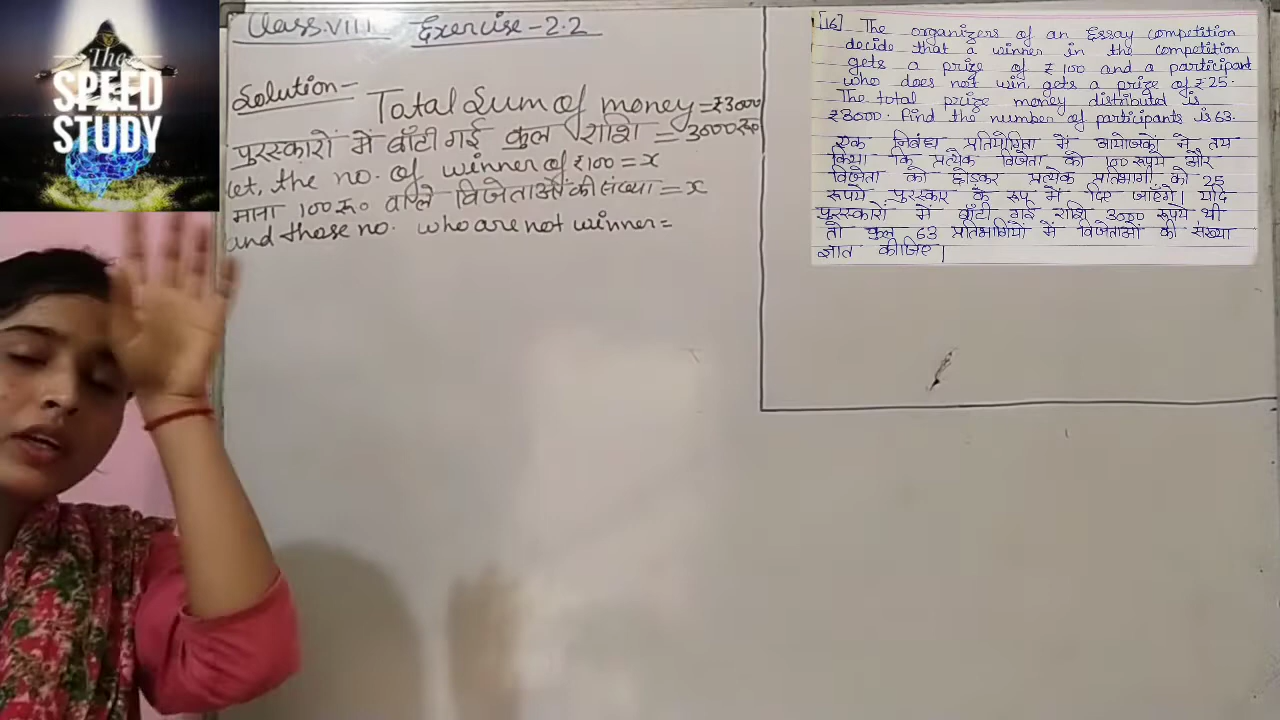 The
SPEED
STUDY
Class.VIII Exercise-2.2
Solution-
Total Sum of money=₹3000
पुरस्कारों में बाँटी गई कुल राशि = 3000रू०
let, the no. of winner of ₹100 = x
माना 100 रू० वाले विजेताओं की संख्या = x
and those no. who are not winner=
[16] The organizers of an Essay competition
decide that a winner in the competition
gets a prize of ₹100 and a participant
who does not win, gets a prize of ₹25
The total prize money distributed is
₹3000. find the number of participants is 63.
एक निबंध प्रतियोगिता में आयोजकों ने तय
किया कि प्रत्येक विजेता को 100 रूपये और
विजेता को छोड़कर प्रत्येक प्रतिभागी को 25
रूपये पुरस्कार के रूप में दिए जाएँगे यदि
पुरस्कारों में बाँटी गई राशि 3000 रूपये थी
तो कुल 63 प्रतिभागियों में विजेताओं की संख्या
ज्ञात कीजिए|